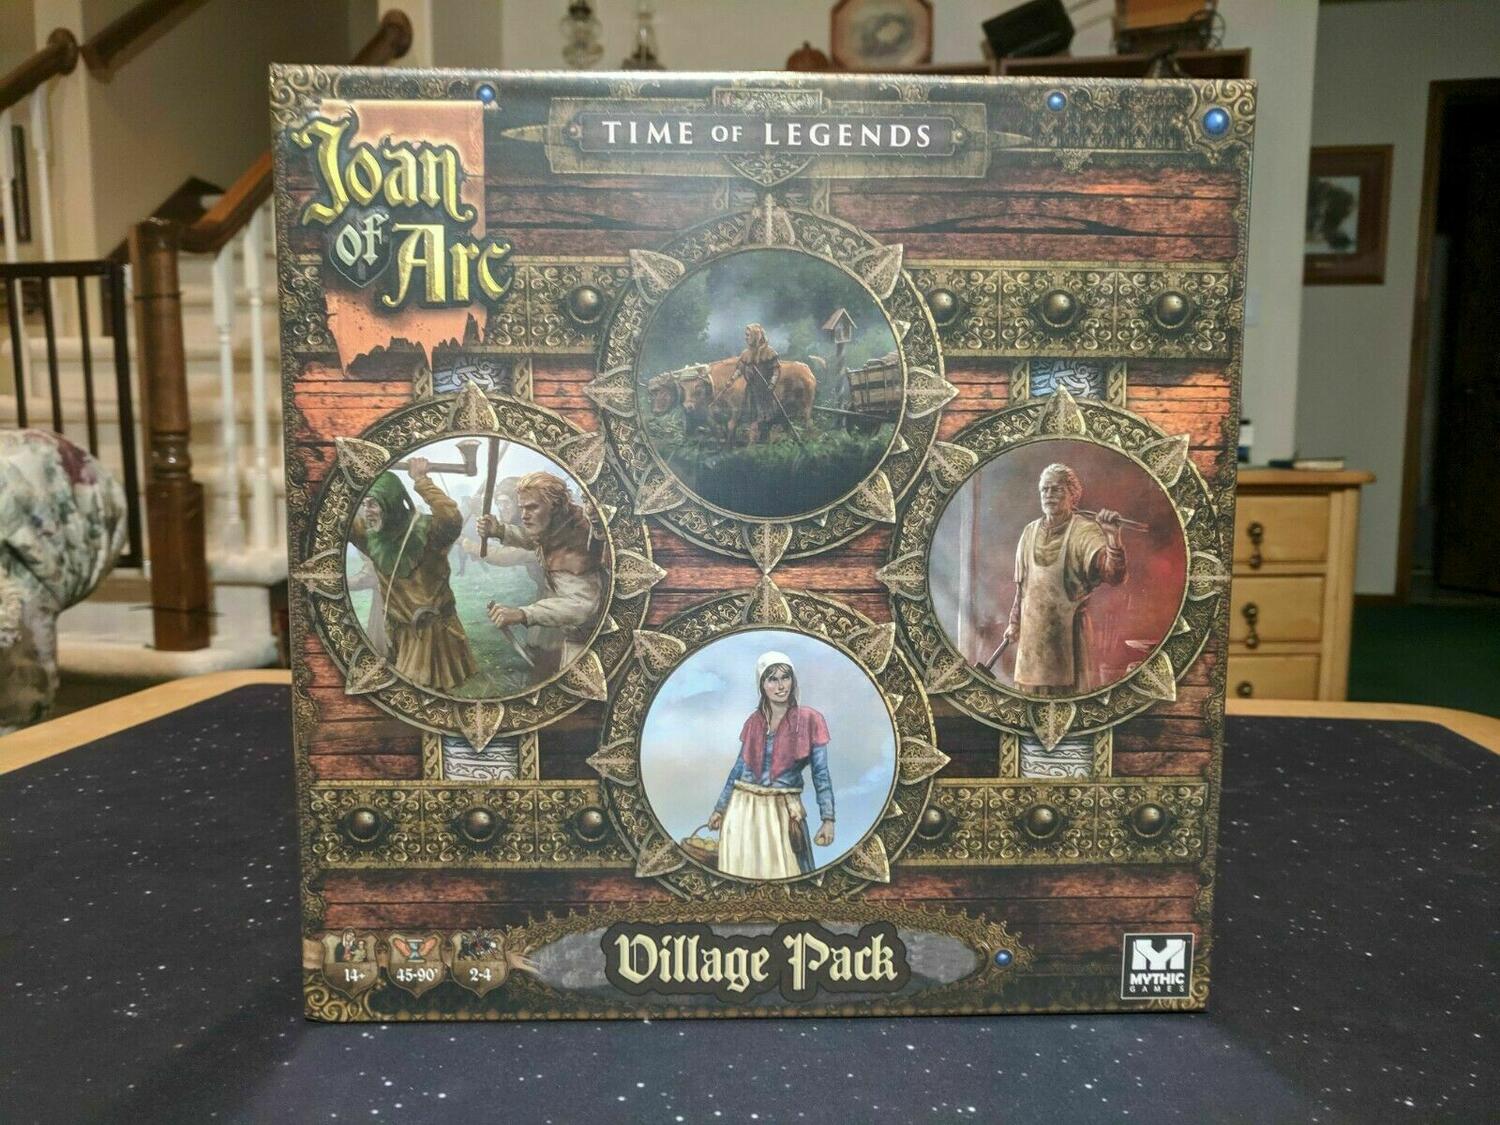 Joan
of Arc
TIME OF LEGENDS
Village Pack
14+
45-90'
2-4
MYTHIC
GAMES